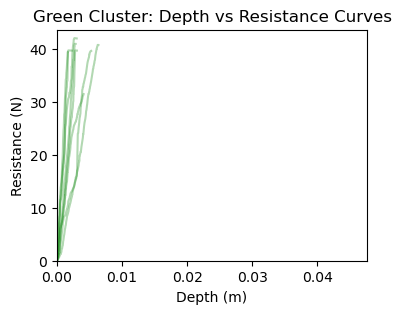 Green Cluster: Depth vs Resistance Curves
40
30
20
10
0
Resistance (N)
0.00 0.01 0.02 0.03 0.04
Depth (m)